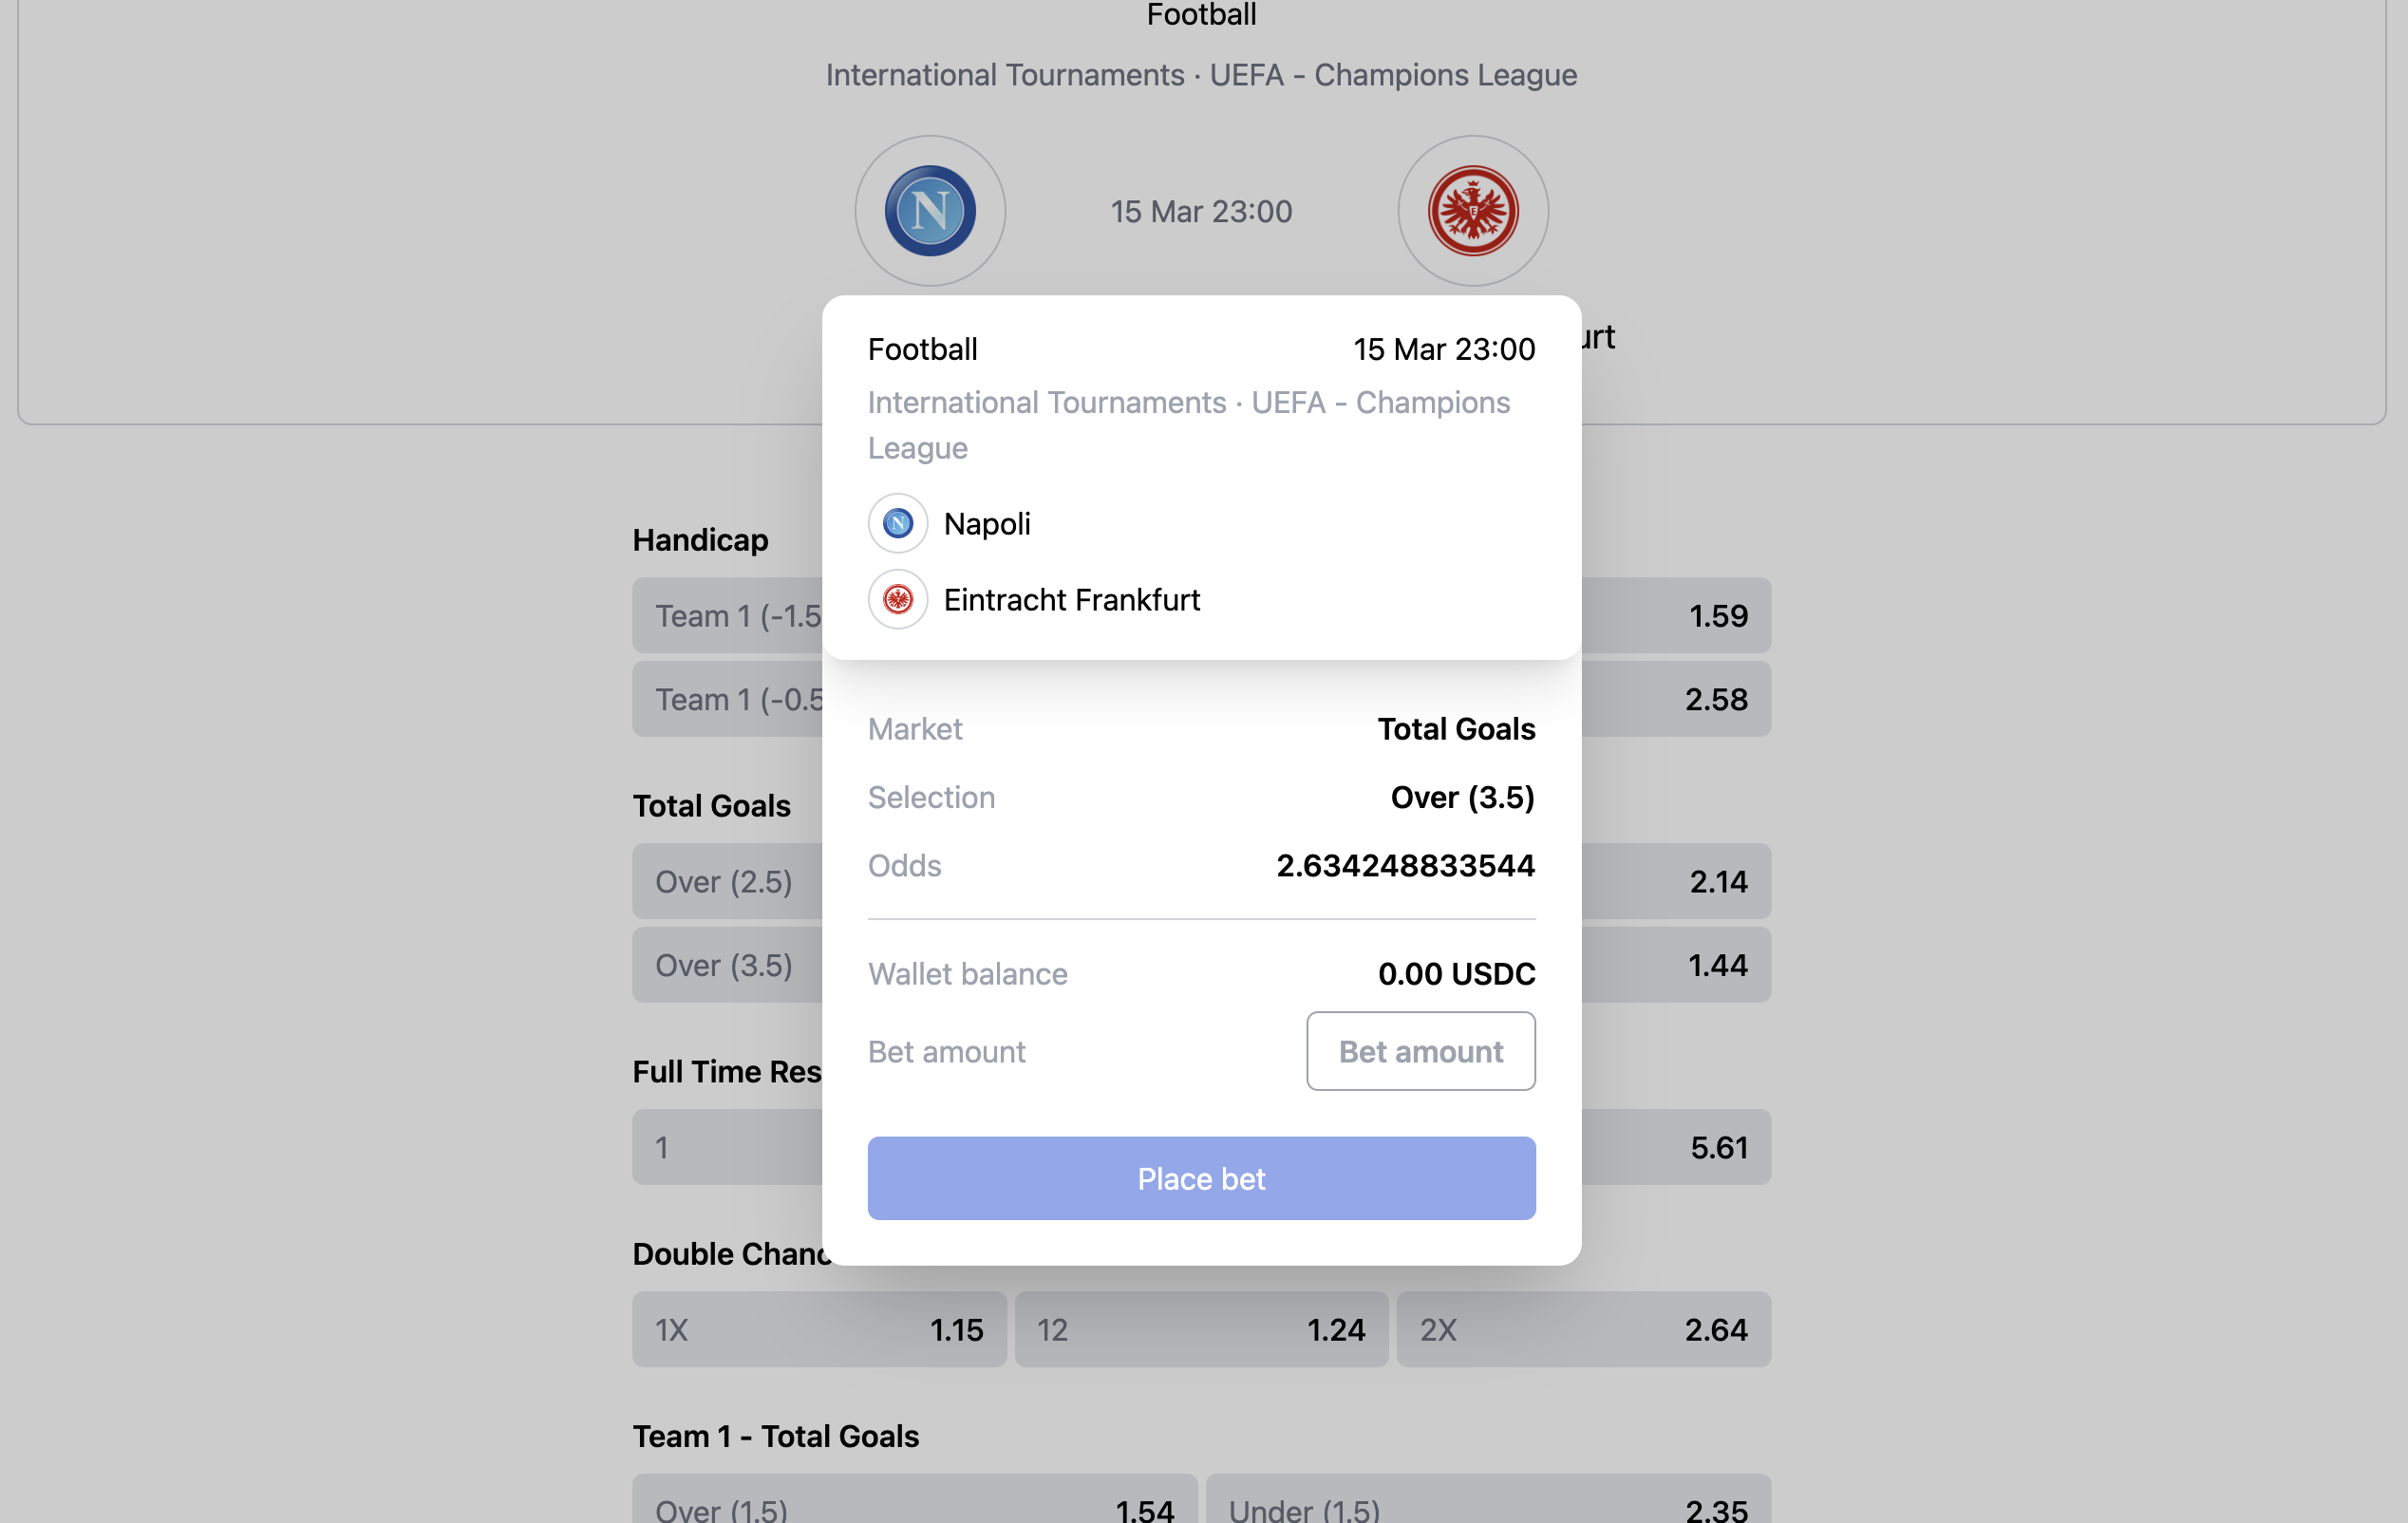 Football
International Tournaments · UEFA - Champions League
N
15 Mar 23:00
E
Football 15 Mar 23:00
International Tournaments · UEFA - Champions
League
N Napoli
Eintracht Frankfurt
Market Total Goals
Selection Over (3.5)
Odds 2.634248833544
Wallet balance 0.00 USDC
Bet amount Bet amount
Place bet
Handicap
Team 1 (-1.5 1.59
Team 1 (-0.5 2.58
Total Goals
Over (2.5) 2.14
Over (3.5) 1.44
Full Time Res
1 5.61
Double Chanc
1X 1.15 12 1.24 2X 2.64
Team 1 - Total Goals
Over (1.5) 1.54 Under (1.5) 2.35